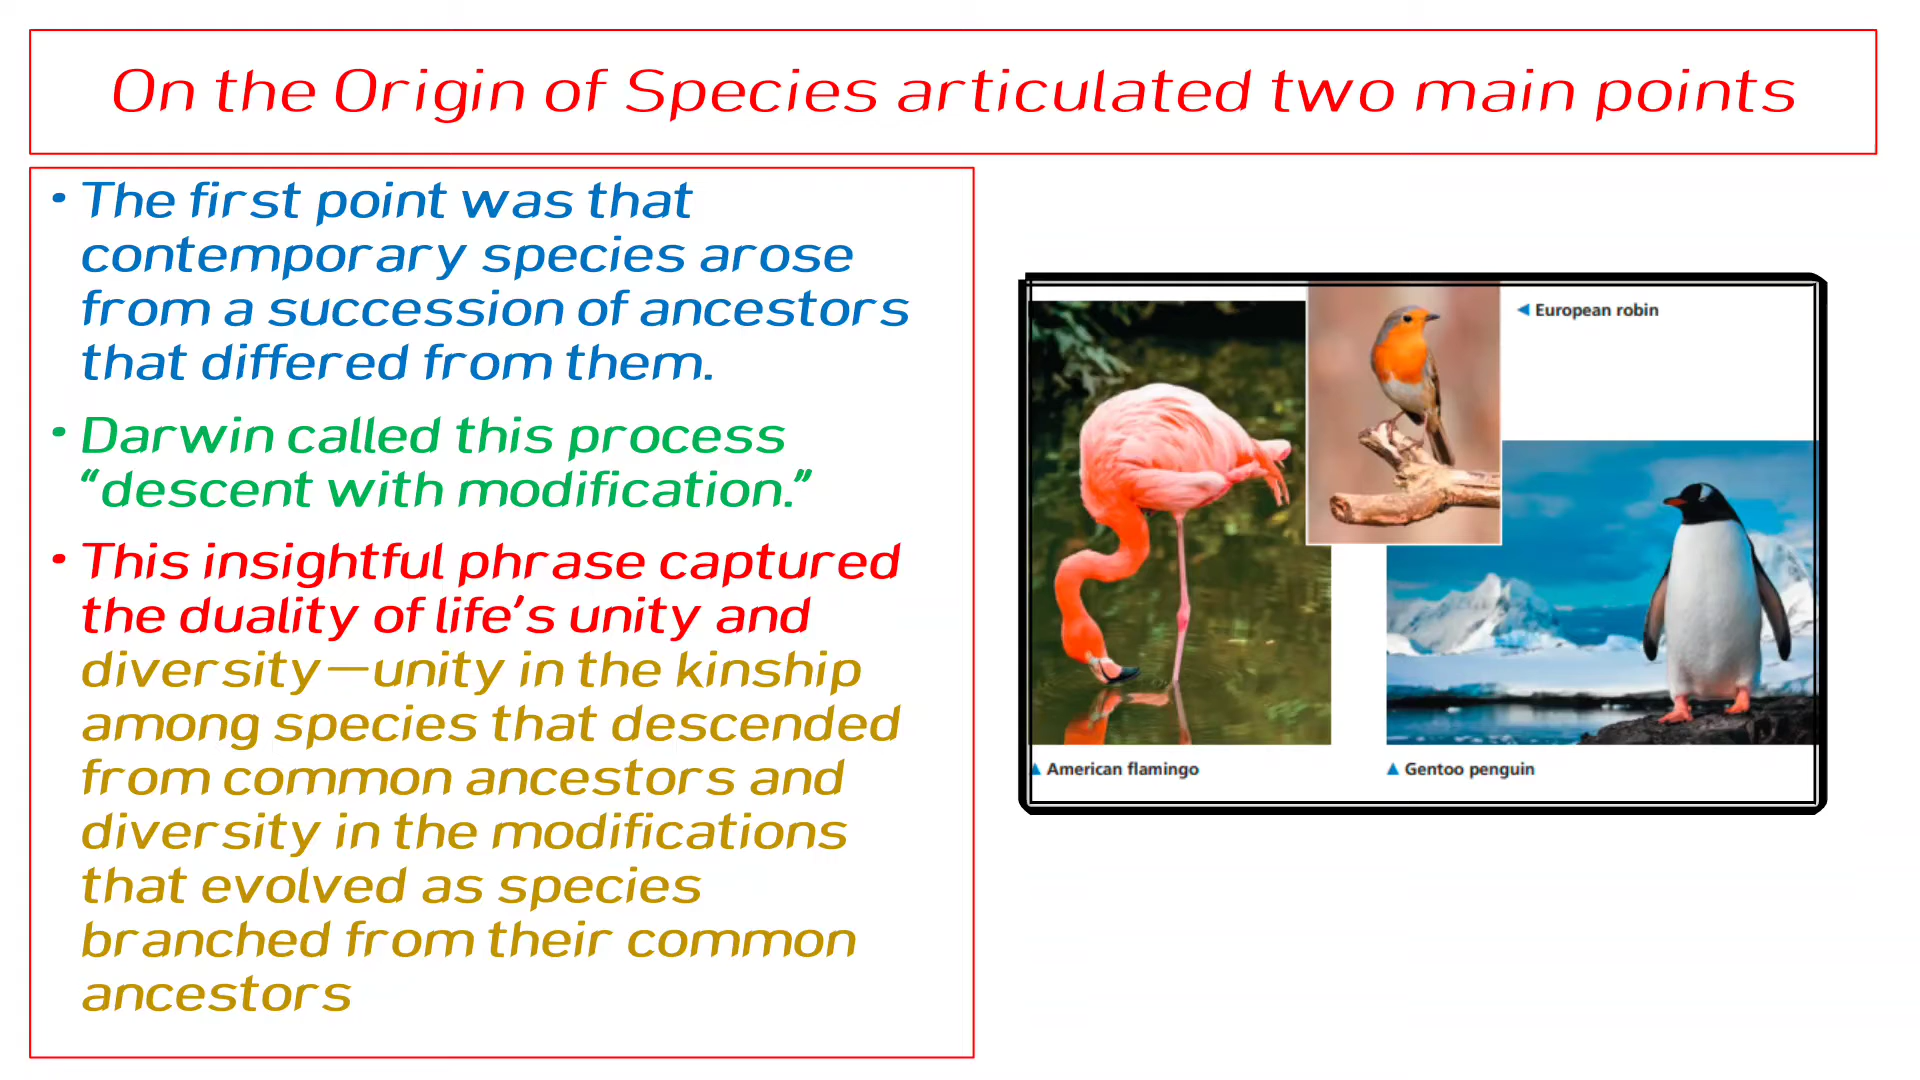 On the Origin of Species articulated two main points
• The first point was that
contemporary species arose
from a succession of ancestors
that differed from them.
• Darwin called this process
“descent with modification.”
• This insightful phrase captured
the duality of life’s unity and
diversity—unity in the kinship
among species that descended
from common ancestors and
diversity in the modifications
that evolved as species
branched from their common
ancestors
◀ European robin
▲ American flamingo
▲ Gentoo penguin